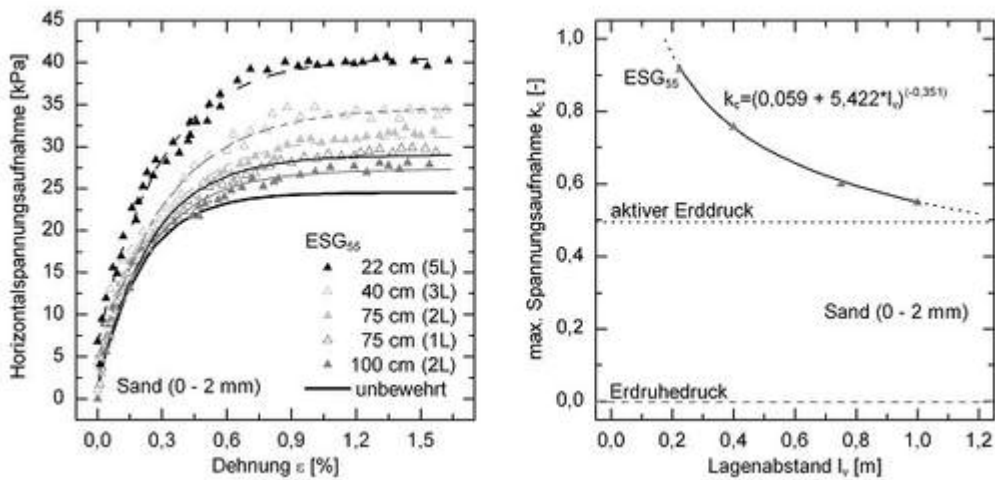 Horizontalspannungsaufnahme [kPa]
45
40
35
30
25
20
15
10
5
0
ESG55
22 cm (5L)
40 cm (3L)
75 cm (2L)
75 cm (1L)
100 cm (2L)
unbewehrt
Sand (0 - 2 mm)
0,0 0,3 0,6 0,9 1,2 1,5
Dehnung ε [%]
max. Spannungsaufnahme kc [-]
1,0
0,8
0,6
0,4
0,2
0,0
ESG55
kc=(0,059 + 5,422*lv)(-0,351)
aktiver Erddruck
Sand (0 - 2 mm)
Erdruhedruck
0,0 0,2 0,4 0,6 0,8 1,0 1,2
Lagenabstand lv [m]